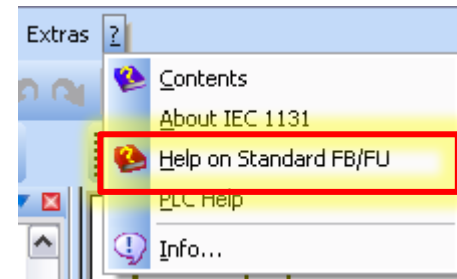 Extras ?
Contents
About IEC 1131
Help on Standard FB/FU
PLC Help
Info...